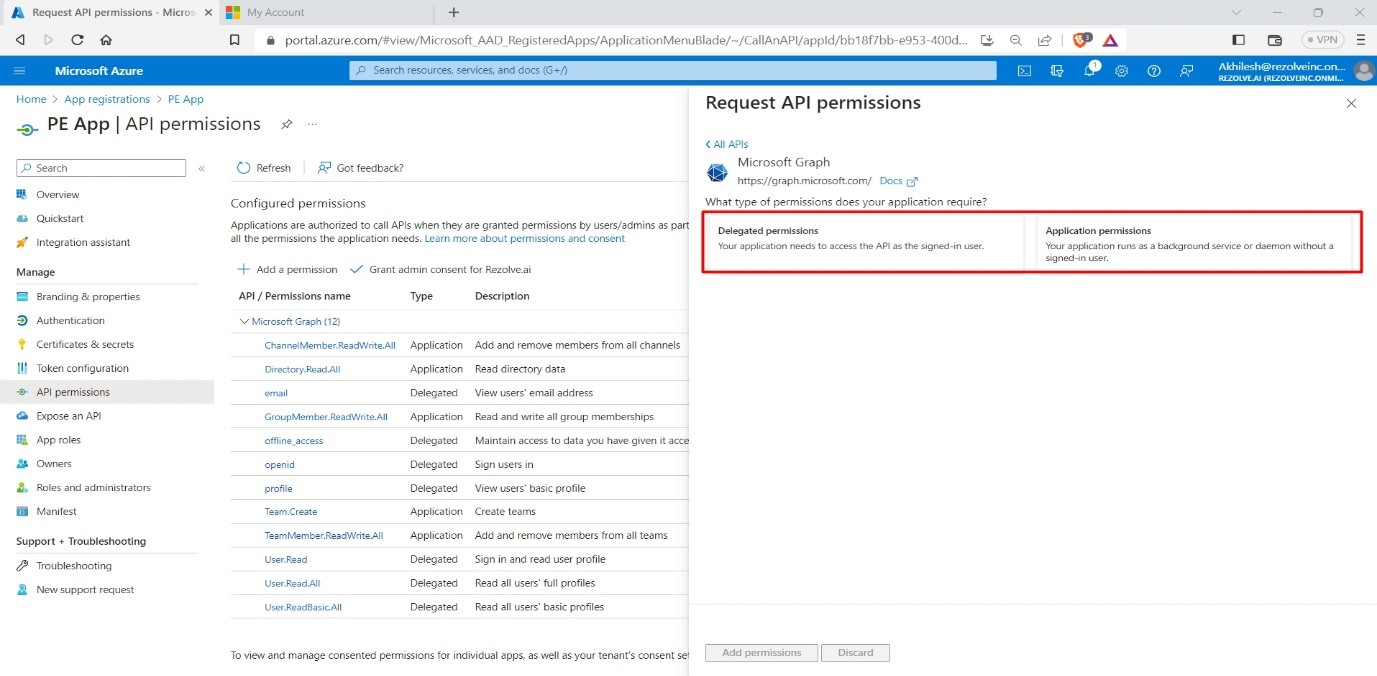 Request API permissions - Micros
My Account
portal.azure.com/#view/Microsoft_AAD_RegisteredApps/ApplicationMenuBlade/~/CallAnAPI/appId/bb18f7bb-e953-400d...
3
VPN
Microsoft Azure
Search resources, services, and docs (G+/)
1
Akhilesh@rezolveinc.on...
REZOLVE.AI (REZOLVEINC.ONMI...
Home > App registrations > PE App
PE App | API permissions
...
Search
«
Overview
Quickstart
Integration assistant
Manage
Branding & properties
Authentication
Certificates & secrets
Token configuration
API permissions
Expose an API
App roles
Owners
Roles and administrators
Manifest
Support + Troubleshooting
Troubleshooting
New support request
Refresh
Got feedback?
Configured permissions
Applications are authorized to call APIs when they are granted permissions by users/admins as part
all the permissions the application needs. Learn more about permissions and consent
Add a permission
Grant admin consent for Rezolve.ai
API / Permissions name Type Description
Microsoft Graph (12)
ChannelMember.ReadWrite.All Application Add and remove members from all channels
Directory.Read.All Application Read directory data
email Delegated View users' email address
GroupMember.ReadWrite.All Application Read and write all group memberships
offline_access Delegated Maintain access to data you have given it acce
openid Delegated Sign users in
profile Delegated View users' basic profile
Team.Create Application Create teams
TeamMember.ReadWrite.All Application Add and remove members from all teams
User.Read Delegated Sign in and read user profile
User.Read.All Delegated Read all users' full profiles
User.ReadBasic.All Delegated Read all users' basic profiles
To view and manage consented permissions for individual apps, as well as your tenant's consent set
Request API permissions
All APIs
Microsoft Graph
https://graph.microsoft.com/ Docs
What type of permissions does your application require?
Delegated permissions
Your application needs to access the API as the signed-in user.
Application permissions
Your application runs as a background service or daemon without a
signed-in user.
Add permissions
Discard